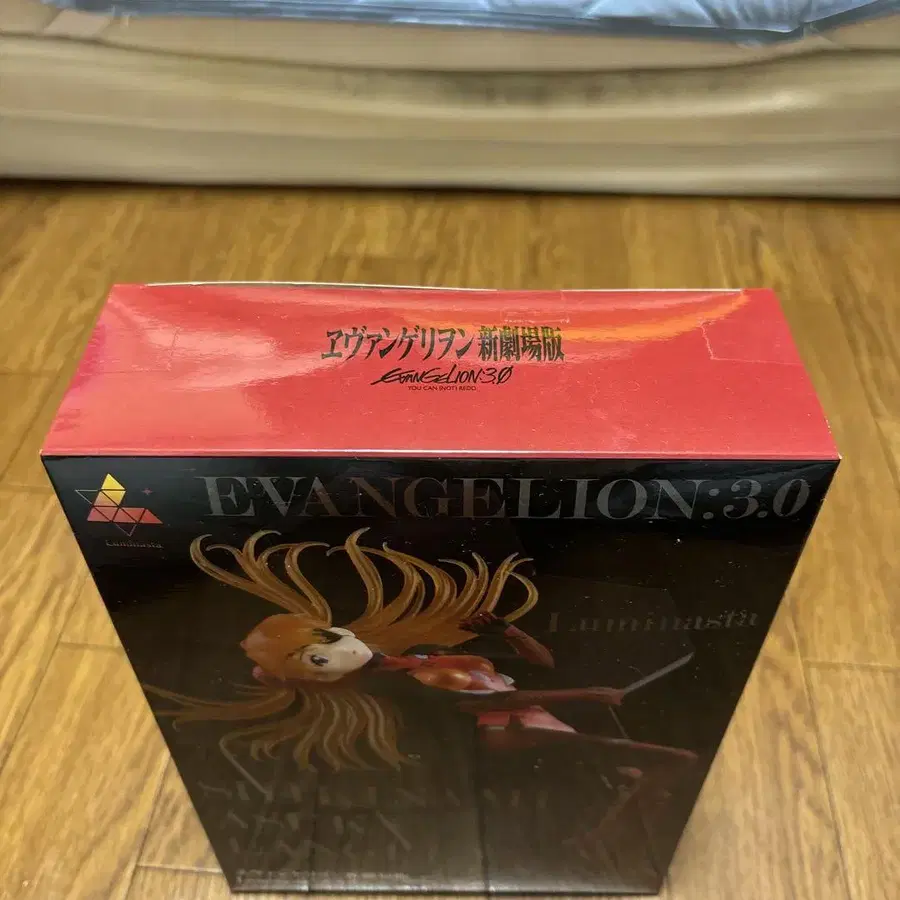 ヱヴァンゲリヲン 新劇場版
EVANGELION:3.0
YOU CAN (NOT) REDO.
EVANGELION:3.0
Luminasta
Luminasta